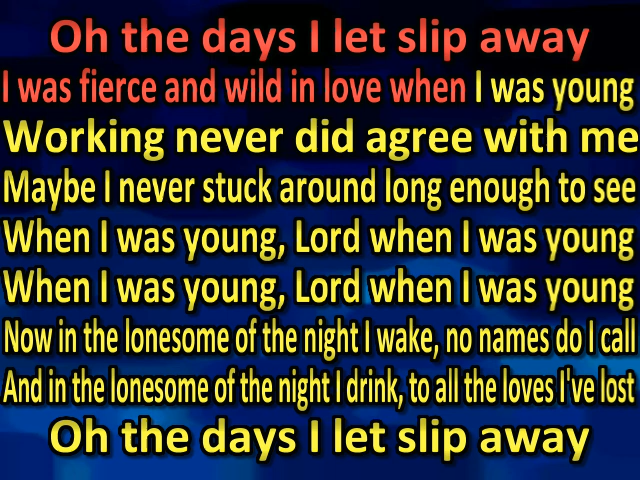 Oh the days I let slip away
I was fierce and wild in love when I was young
Working never did agree with me
Maybe I never stuck around long enough to see
When I was young, Lord when I was young
When I was young, Lord when I was young
Now in the lonesome of the night I wake, no names do I call
And in the lonesome of the night I drink, to all the loves I've lost
Oh the days I let slip away